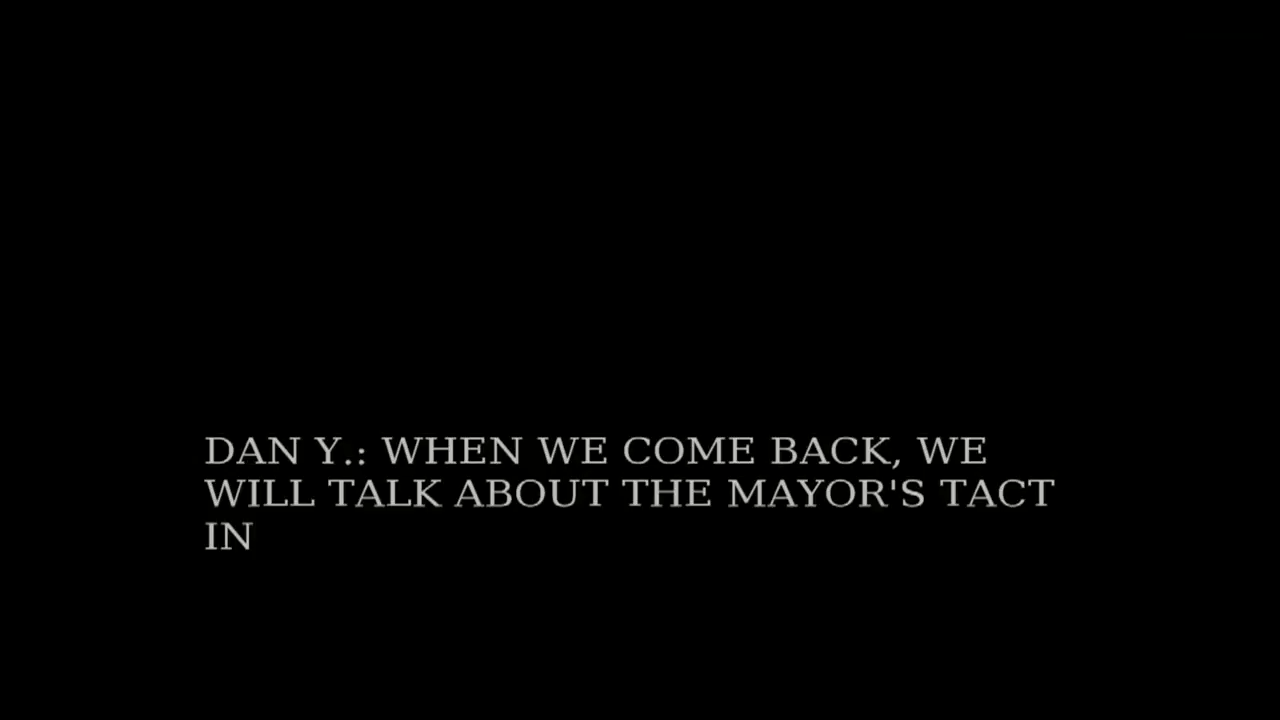 DAN Y.: WHEN WE COME BACK, WE
WILL TALK ABOUT THE MAYOR'S TACT
IN